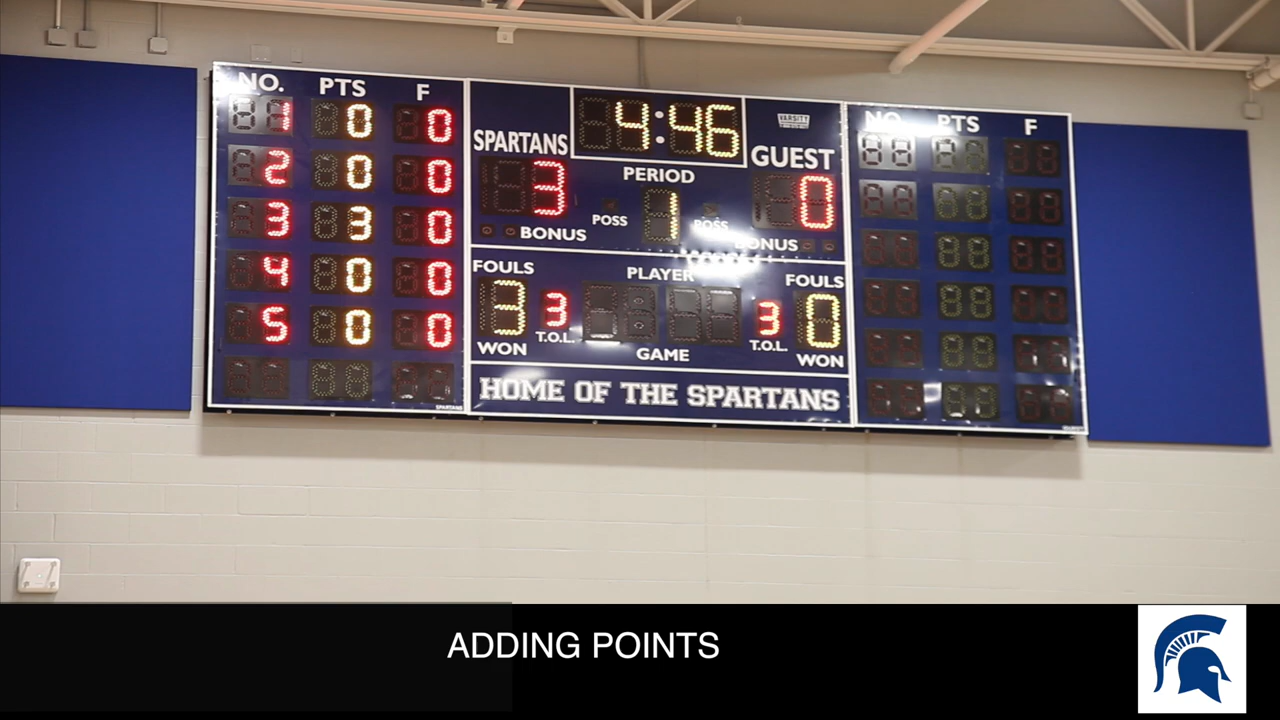 NO. PTS F
1 0 0
2 0 0
3 3 0
4 0 0
5 0 0
SPARTANS
4:46
VARSITY
GUEST
3
PERIOD
0
1
POSS
POSS
BONUS
BONUS
FOULS
PLAYER
FOULS
3
3
3
0
T.O.L.
T.O.L.
WON
GAME
WON
HOME OF THE SPARTANS
SPARTANS
NO. PTS F
ADDING POINTS